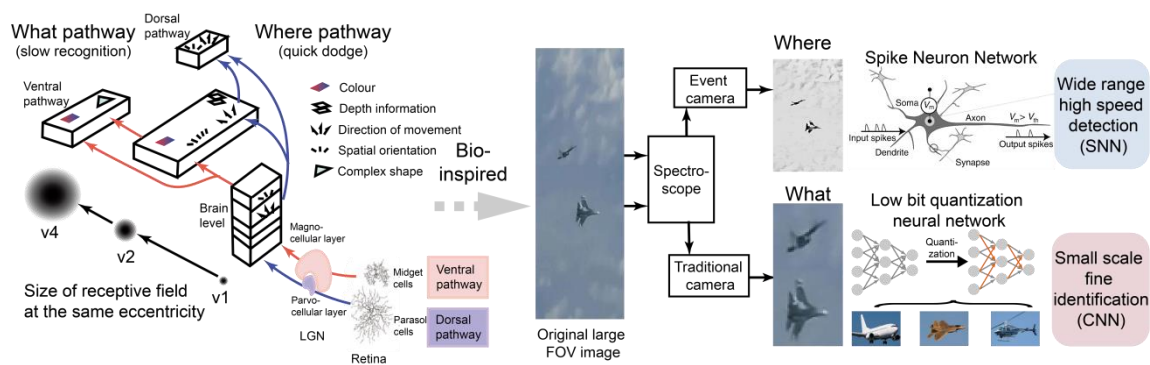 What pathway
(slow recognition)
Dorsal
pathway
Where pathway
(quick dodge)
Ventral
pathway
Colour
Depth information
Direction of movement
Spatial orientation
Complex shape
Brain
level
v4
v2
v1
Size of receptive field
at the same eccentricity
Magno-
cellular layer
Parvo-
cellular layer
LGN
Midget
cells
Parasol
cells
Retina
Ventral
pathway
Dorsal
pathway
Bio-
inspired
Original large
FOV image
Spectro-
scope
Event
camera
Traditional
camera
Where
What
Spike Neuron Network
Soma
Vm
Axon
Vm> Vth
Input spikes
Output spikes
Dendrite
Synapse
Wide range
high speed
detection
(SNN)
Low bit quantization
neural network
Quanti-
zation
Small scale
fine
identification
(CNN)